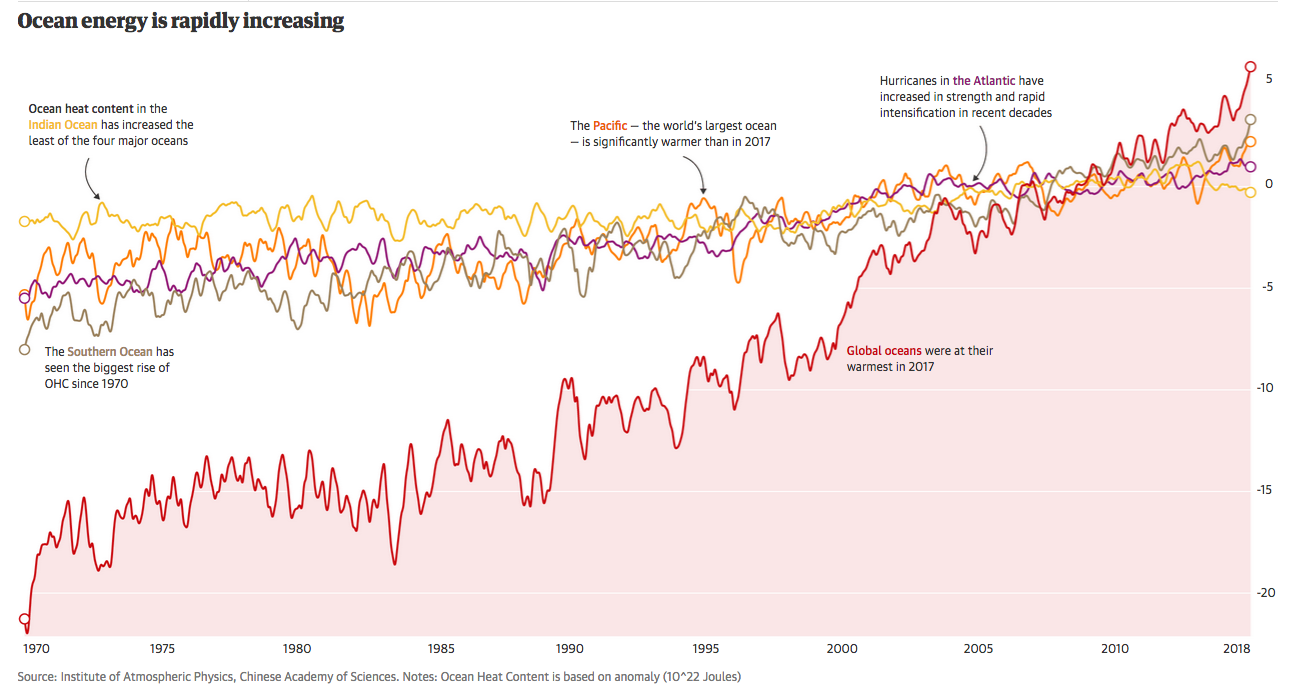 Ocean energy is rapidly increasing
Ocean heat content in the
Indian Ocean has increased the
least of the four major oceans
The Pacific – the world's largest ocean
– is significantly warmer than in 2017
Hurricanes in the Atlantic have
increased in strength and rapid
intensification in recent decades
5
0
-5
-10
-15
-20
The Southern Ocean has
seen the biggest rise of
OHC since 1970
Global oceans were at their
warmest in 2017
1970 1975 1980 1985 1990 1995 2000 2005 2010 2018
Source: Institute of Atmospheric Physics, Chinese Academy of Sciences. Notes: Ocean Heat Content is based on anomaly (10^22 Joules)